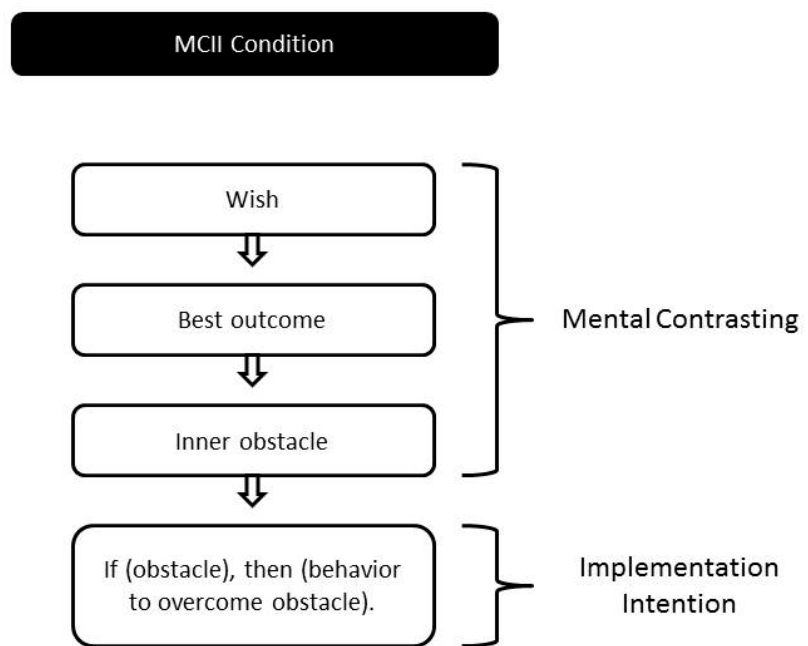 MCII Condition
Wish
Best outcome
Inner obstacle
Mental Contrasting
If (obstacle), then (behavior
to overcome obstacle).
Implementation
Intention